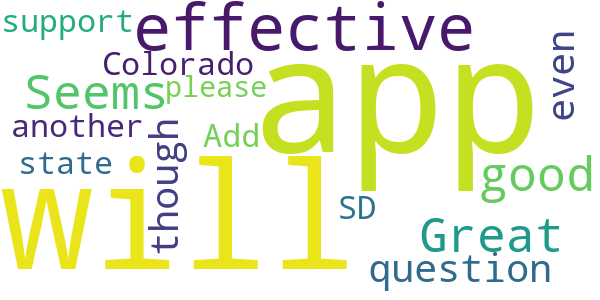 support
effective
Colorado
app
even
Seems
please
another
though
Add
good
state
will
SD
Great
question